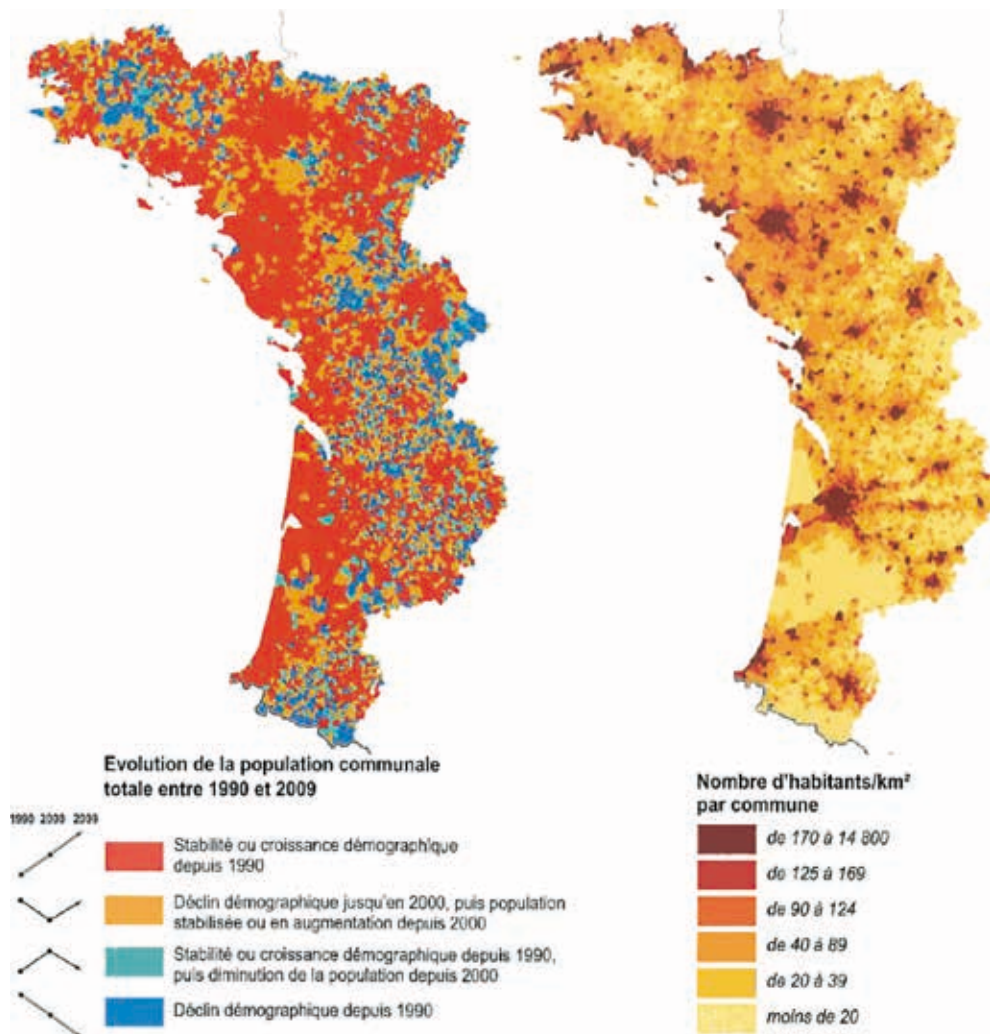 Evolution de la population communale
totale entre 1990 et 2009
1990 2000 2009
Stabilité ou croissance démographique
depuis 1990
Déclin démographique jusqu'en 2000, puis population
stabilisée ou en augmentation depuis 2000
Stabilité ou croissance démographique depuis 1990,
puis diminution de la population depuis 2000
Déclin démographique depuis 1990
Nombre d'habitants/km²
par commune
de 170 à 14 800
de 125 à 169
de 90 à 124
de 40 à 89
de 20 à 39
moins de 20